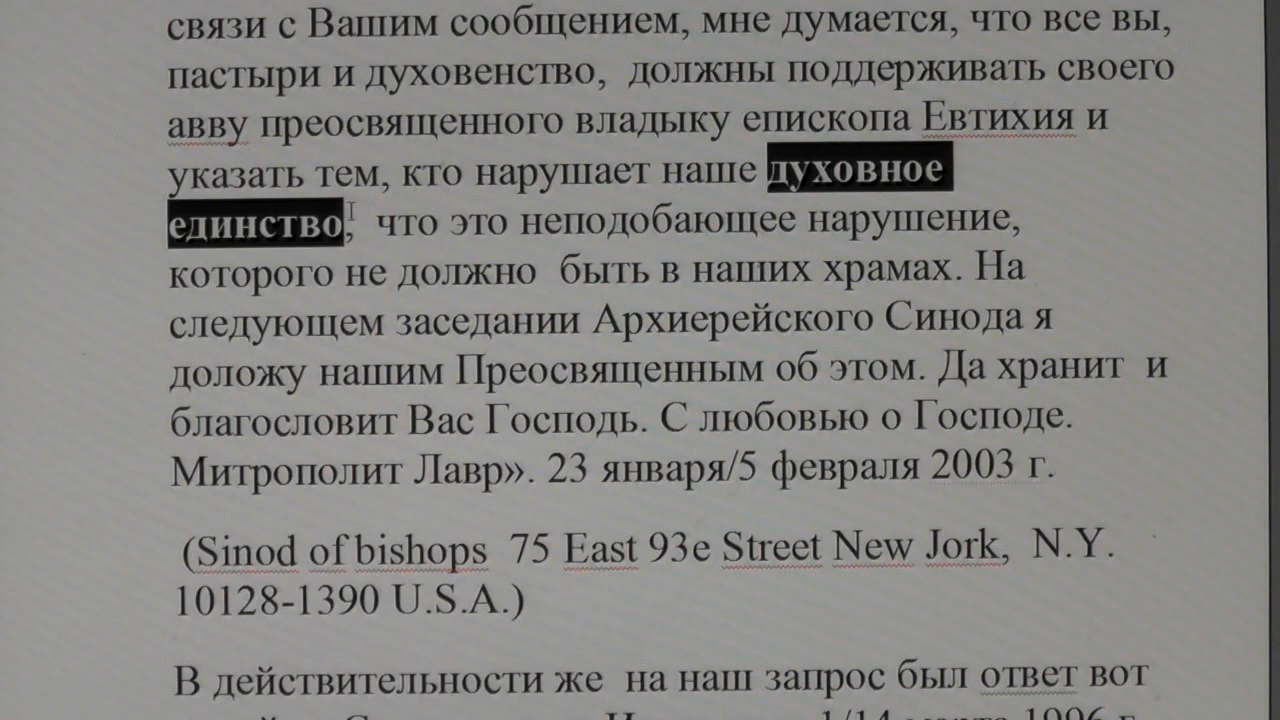 связи с Вашим сообщением, мне думается, что все вы,
пастыри и духовенство, должны поддерживать своего
авву преосвященного владыку епископа Евтихия и
указать тем, кто нарушает наше духовное
единство, что это неподобающее нарушение,
которого не должно быть в наших храмах. На
следующем заседании Архиерейского Синода я
доложу нашим Преосвященным об этом. Да хранит и
благословит Вас Господь. С любовью о Господе.
Митрополит Лавр». 23 января/5 февраля 2003 г.
(Sinod of bishops 75 East 93e Street New Jork, N.Y.
10128-1390 U.S.A.)
В действительности же на наш запрос был ответ вот
1/14 марта 1996 г.